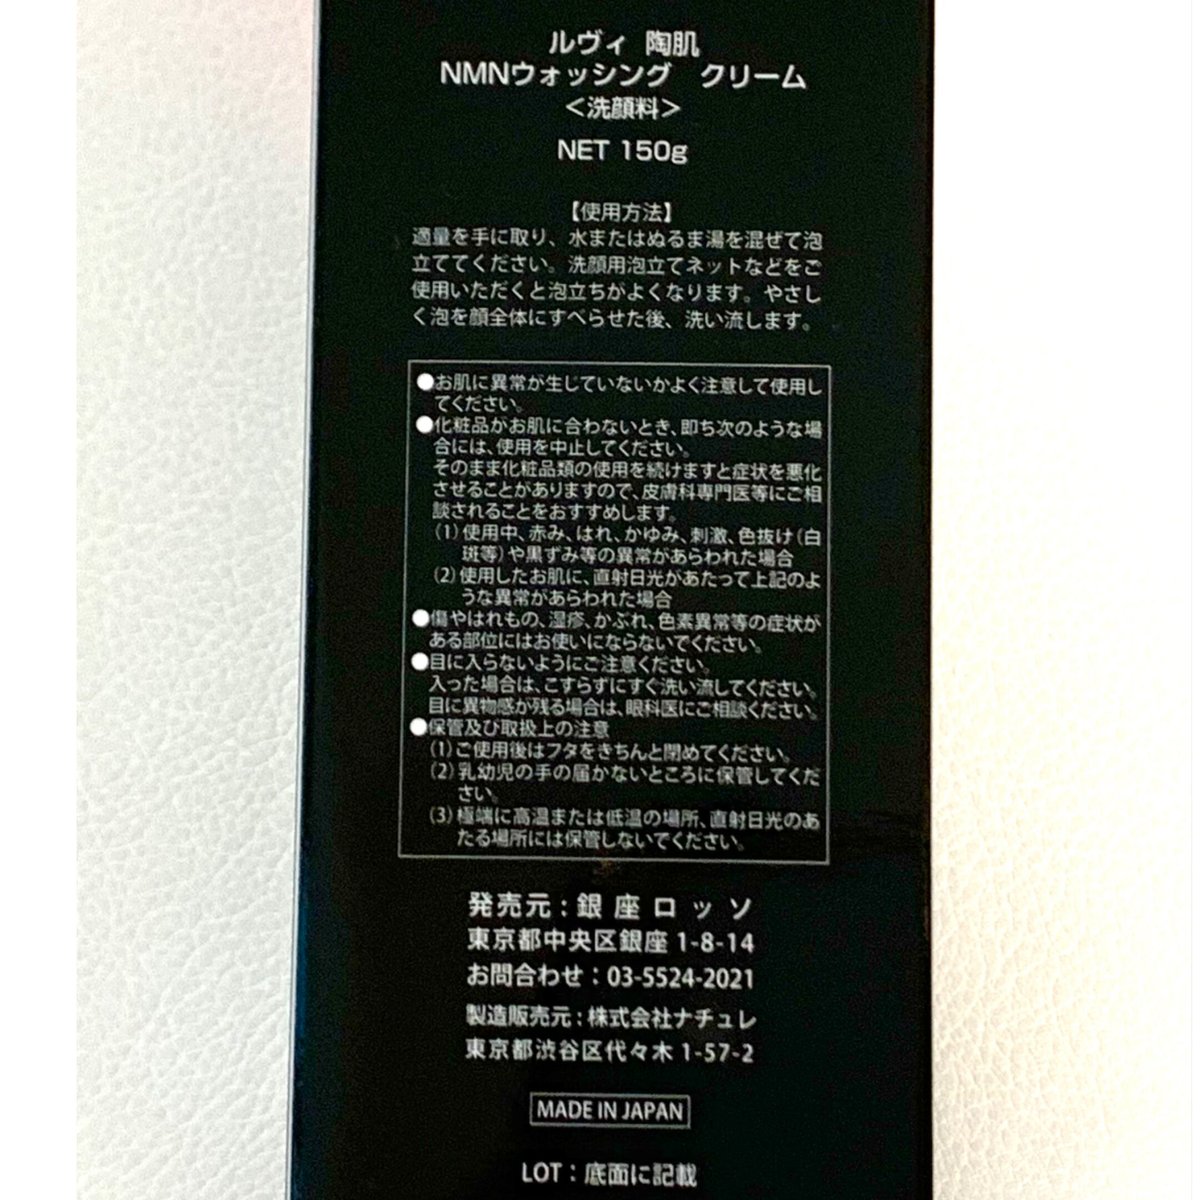 ルヴィ 陶肌
NMNウォッシング クリーム
<洗顔料>
NET 150g
【使用方法】
適量を手に取り、水またはぬるま湯を混ぜて泡
立ててください。洗顔用泡立てネットなどをご
使用いただくと泡立ちがよくなります。やさし
く泡を顔全体にすべらせた後、洗い流します。
●お肌に異常が生じていないかよく注意して使用し
てください。
●化粧品がお肌に合わないとき、即ち次のような場
合には、使用を中止してください。
そのまま化粧品類の使用を続けますと症状を悪化
させることがありますので、皮膚科専門医等にご相
談されることをおすすめします。
(1)使用中、赤み、はれ、かゆみ、刺激、色抜け(白
斑等)や黒ずみ等の異常があらわれた場合
(2)使用したお肌に、直射日光があたって上記のよ
うな異常があらわれた場合
●傷やはれもの、湿疹、かぶれ、色素異常等の症状が
ある部位にはお使いにならないでください。
●目に入らないようにご注意ください。
入った場合は、こすらずにすぐ洗い流してください。
目に異物感が残る場合は、眼科医にご相談ください。
●保管及び取扱上の注意
(1)ご使用後はフタをきちんと閉めてください。
(2)乳幼児の手の届かないところに保管してくだ
さい。
(3)極端に高温または低温の場所、直射日光のあ
たる場所には保管しないでください。
発売元:銀座ロッソ
東京都中央区銀座1-8-14
お問合わせ:03-5524-2021
製造販売元:株式会社ナチュレ
東京都渋谷区代々木1-57-2
MADE IN JAPAN
LOT:底面に記載